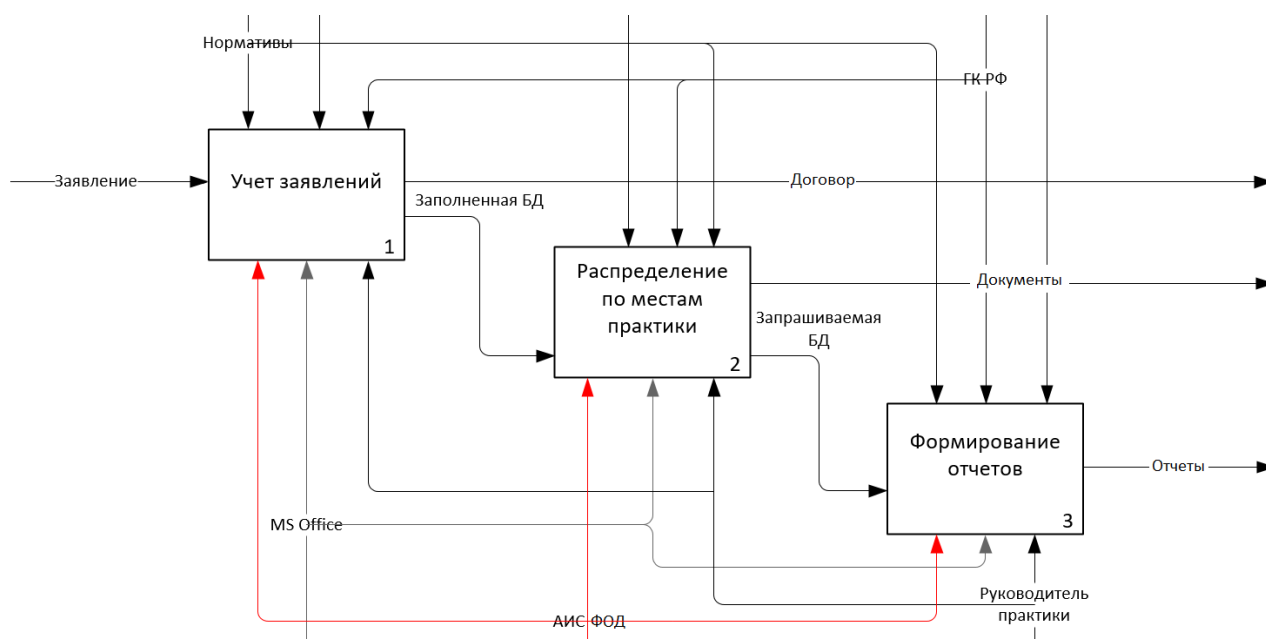 Нормативы
ГК РФ
Заявление
Учет заявлений
1
Договор
Заполненная БД
Распределение
по местам
практики
2
Документы
Запрашиваемая
БД
Формирование
отчетов
3
Отчеты
MS Office
Руководитель
практики
АИС ФОД